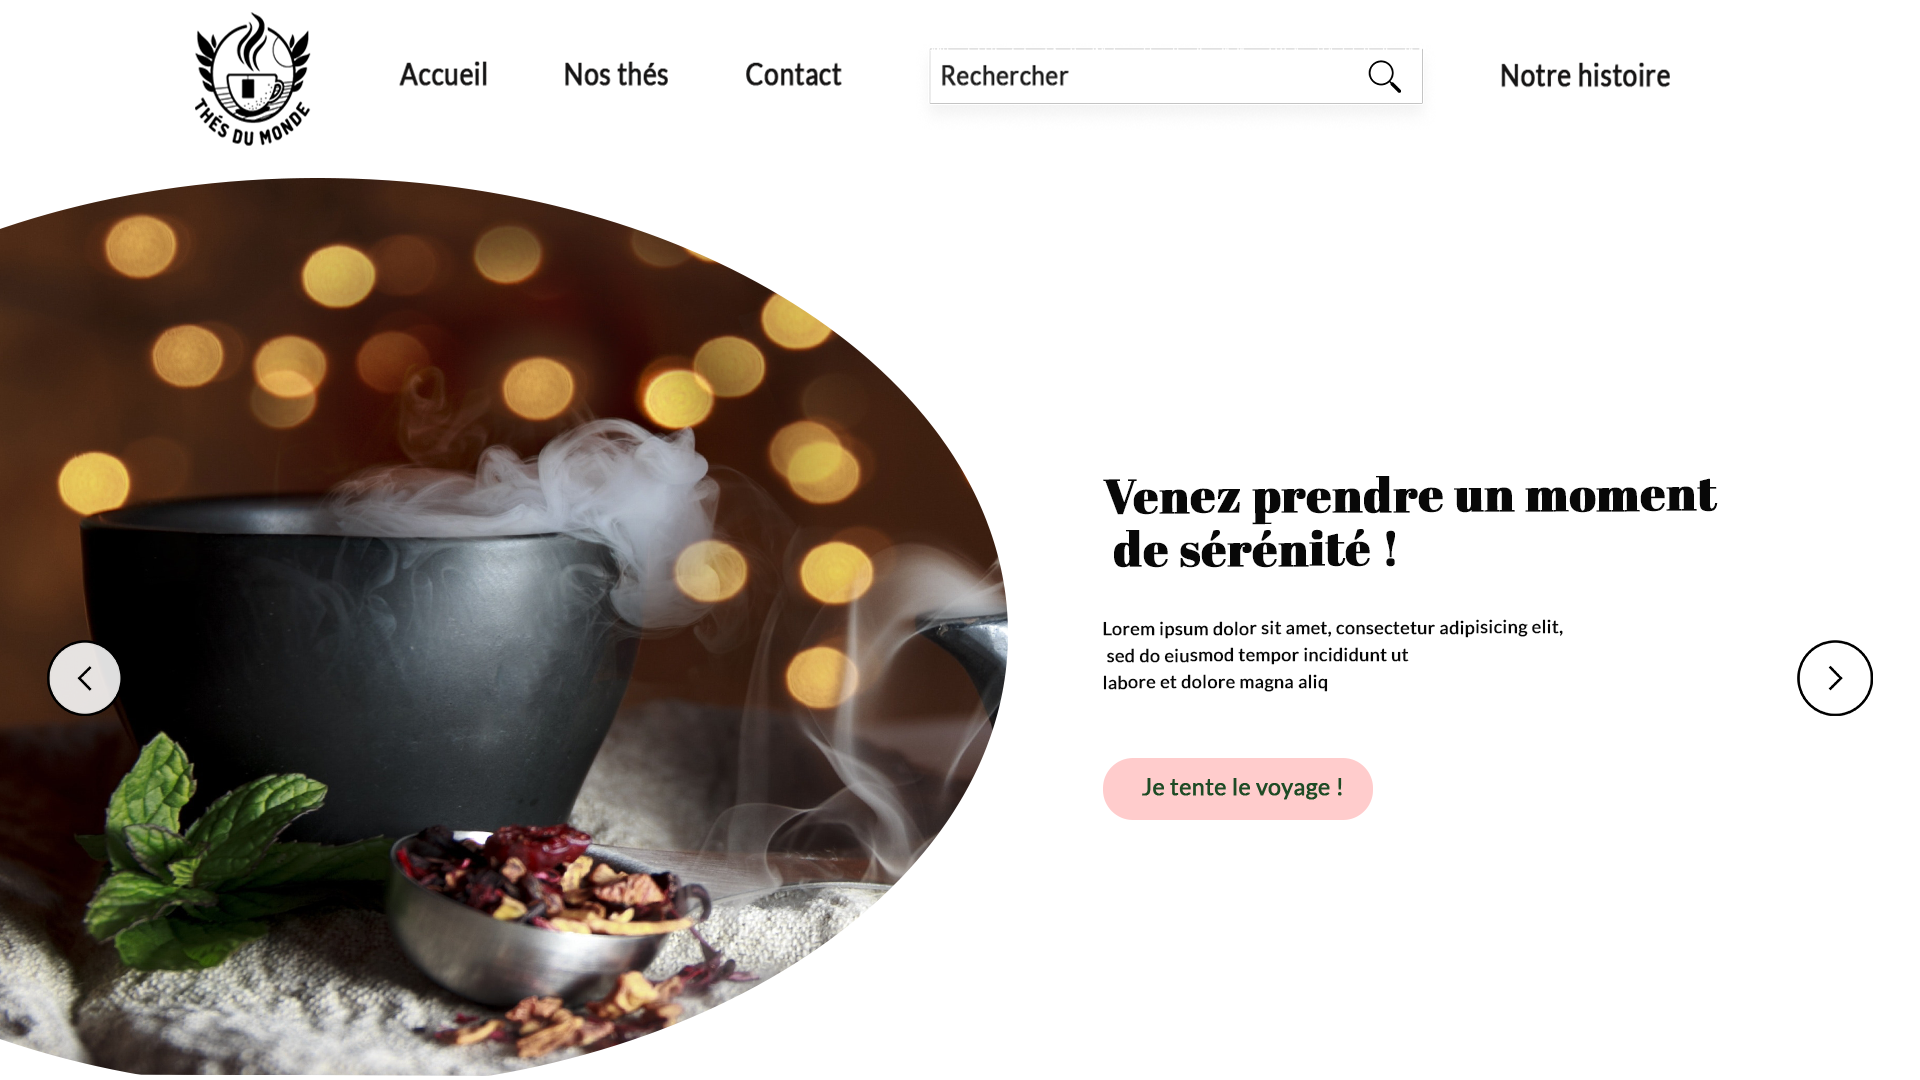 THÉS DU MONDE
Accueil
Nos thés
Contact
Rechercher
Notre histoire
Venez prendre un moment
de sérénité !
Lorem ipsum dolor sit amet, consectetur adipisicing elit,
sed do eiusmod tempor incididunt ut
labore et dolore magna aliq
Je tente le voyage !